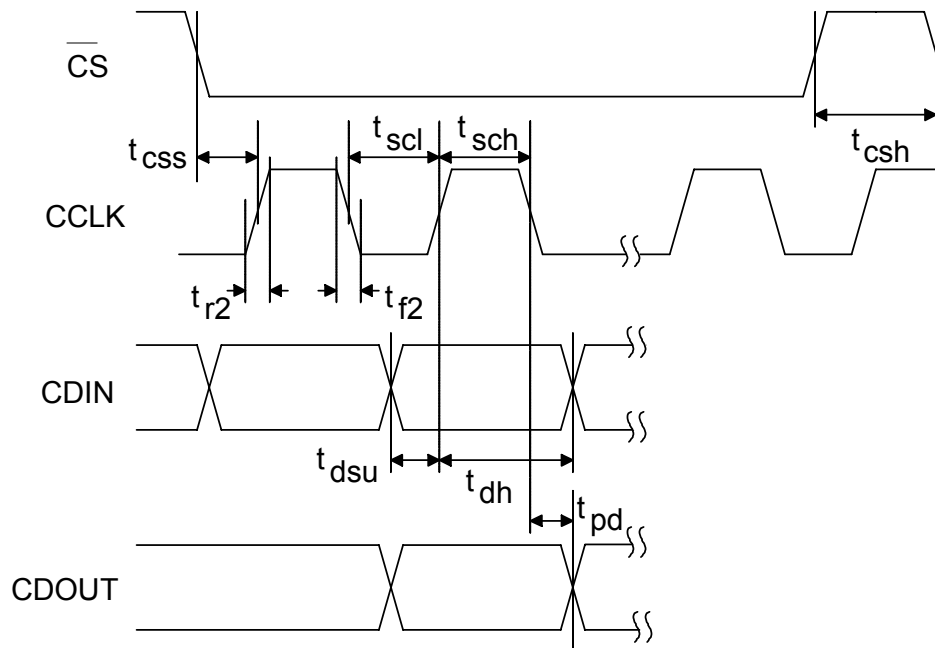 CS
t scl
t sch
t css
t csh
CCLK
t r2
t f2
CDIN
t dsu
t dh
t pd
CDOUT